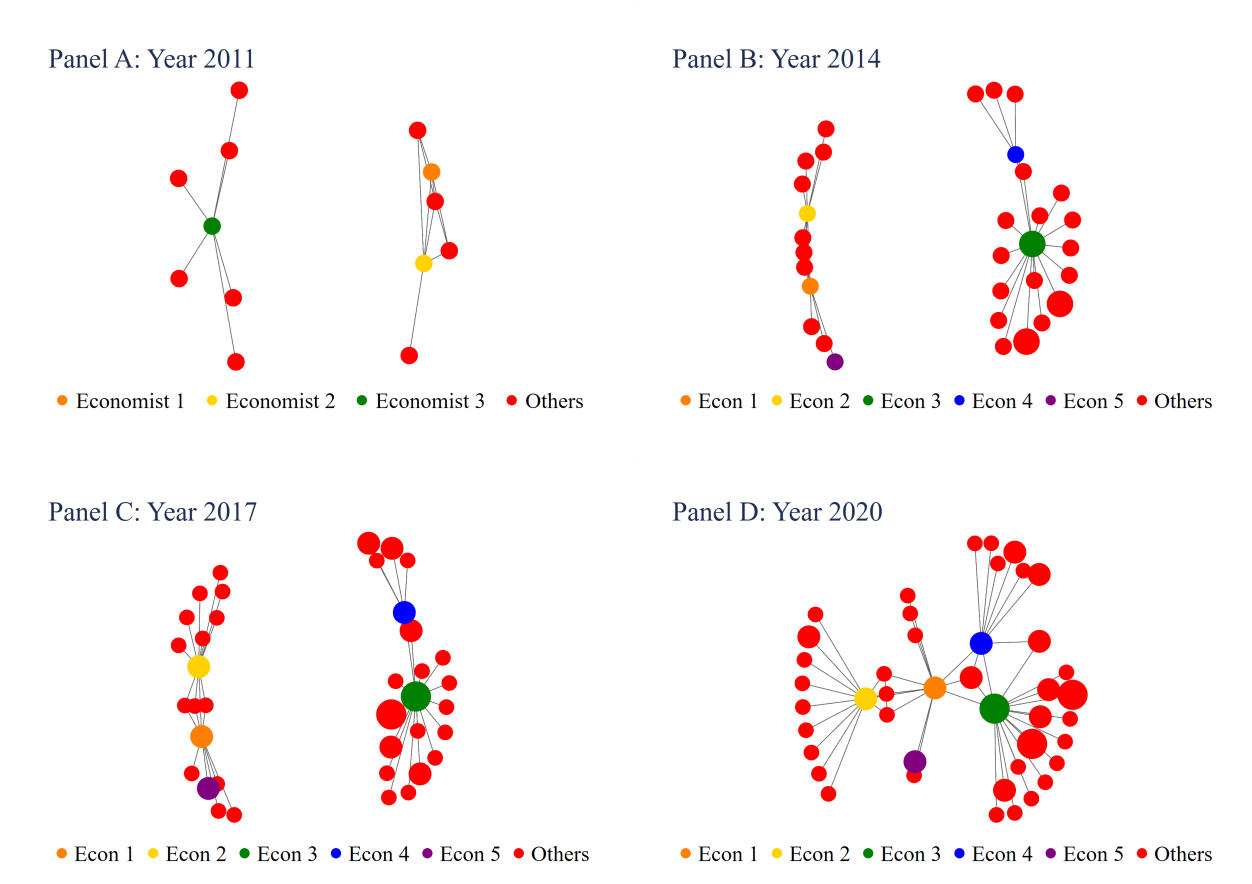 Panel A: Year 2011
Economist 1 Economist 2 Economist 3 Others
Panel B: Year 2014
Econ 1 Econ 2 Econ 3 Econ 4 Econ 5 Others
Panel C: Year 2017
Econ 1 Econ 2 Econ 3 Econ 4 Econ 5 Others
Panel D: Year 2020
Econ 1 Econ 2 Econ 3 Econ 4 Econ 5 Others